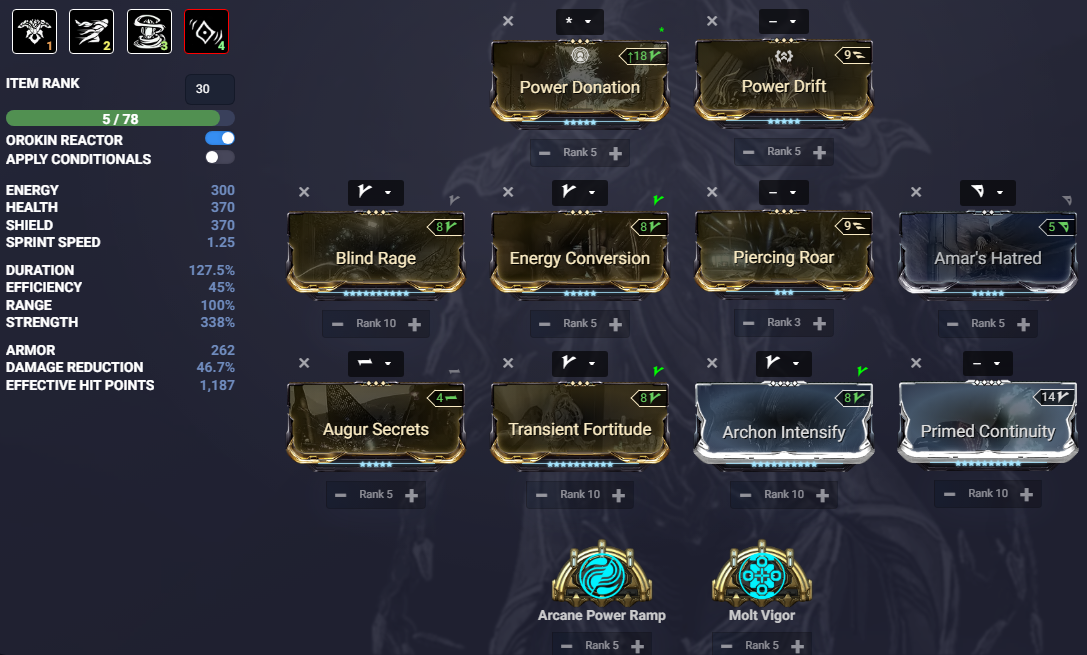 1
2
3
4
ITEM RANK
30
5 / 78
OROKIN REACTOR
APPLY CONDITIONALS
ENERGY 300
HEALTH 370
SHIELD 370
SPRINT SPEED 1.25
DURATION 127.5%
EFFICIENCY 45%
RANGE 100%
STRENGTH 338%
ARMOR 262
DAMAGE REDUCTION 46.7%
EFFECTIVE HIT POINTS 1,187
↑18
Power Donation
Rank 5
9
Power Drift
Rank 5
8
Blind Rage
Rank 10
8
Energy Conversion
Rank 5
9
Piercing Roar
Rank 3
5
Amar's Hatred
Rank 5
4
Augur Secrets
Rank 5
8
Transient Fortitude
Rank 10
8
Archon Intensify
Rank 10
14
Primed Continuity
Rank 10
Arcane Power Ramp
Rank 5
Molt Vigor
Rank 5